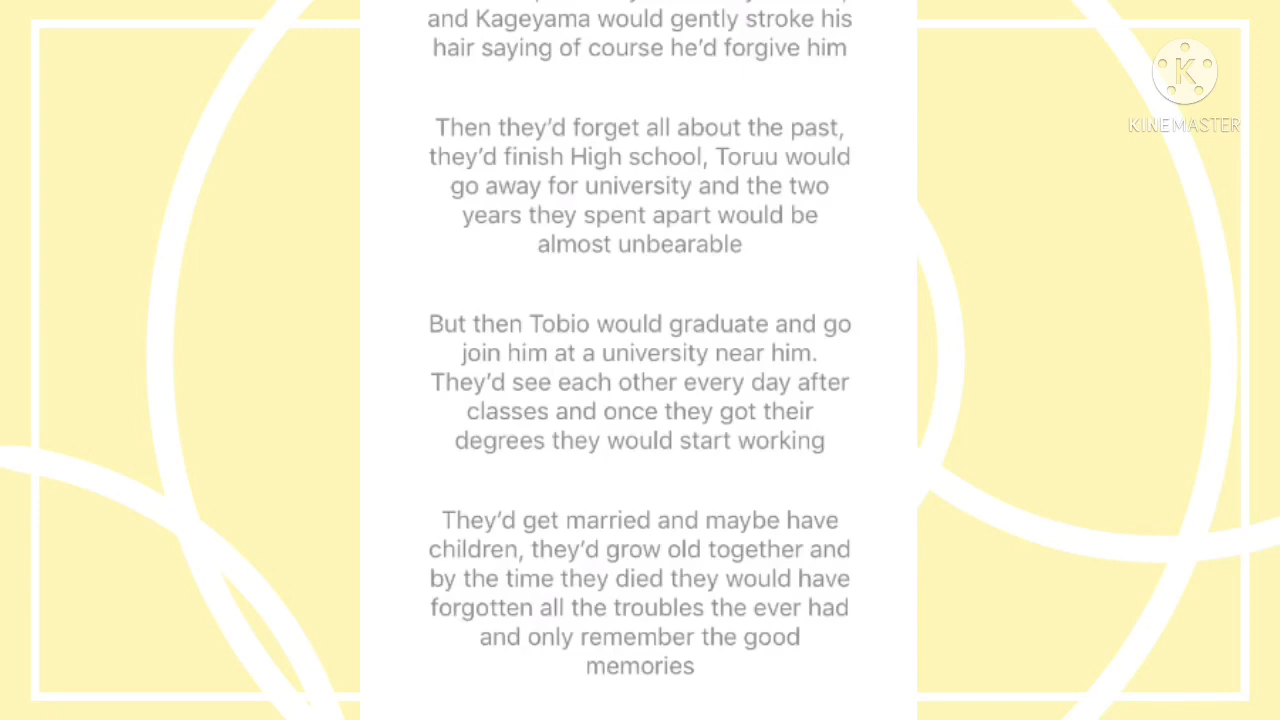 and Kageyama would gently stroke his
hair saying of course he'd forgive him
Then they'd forget all about the past,
they'd finish High school, Toruu would
go away for university and the two
years they spent apart would be
almost unbearable
But then Tobio would graduate and go
join him at a university near him.
They'd see each other every day after
classes and once they got their
degrees they would start working
They'd get married and maybe have
children, they'd grow old together and
by the time they died they would have
forgotten all the troubles the ever had
and only remember the good
memories
K
KINEMASTER